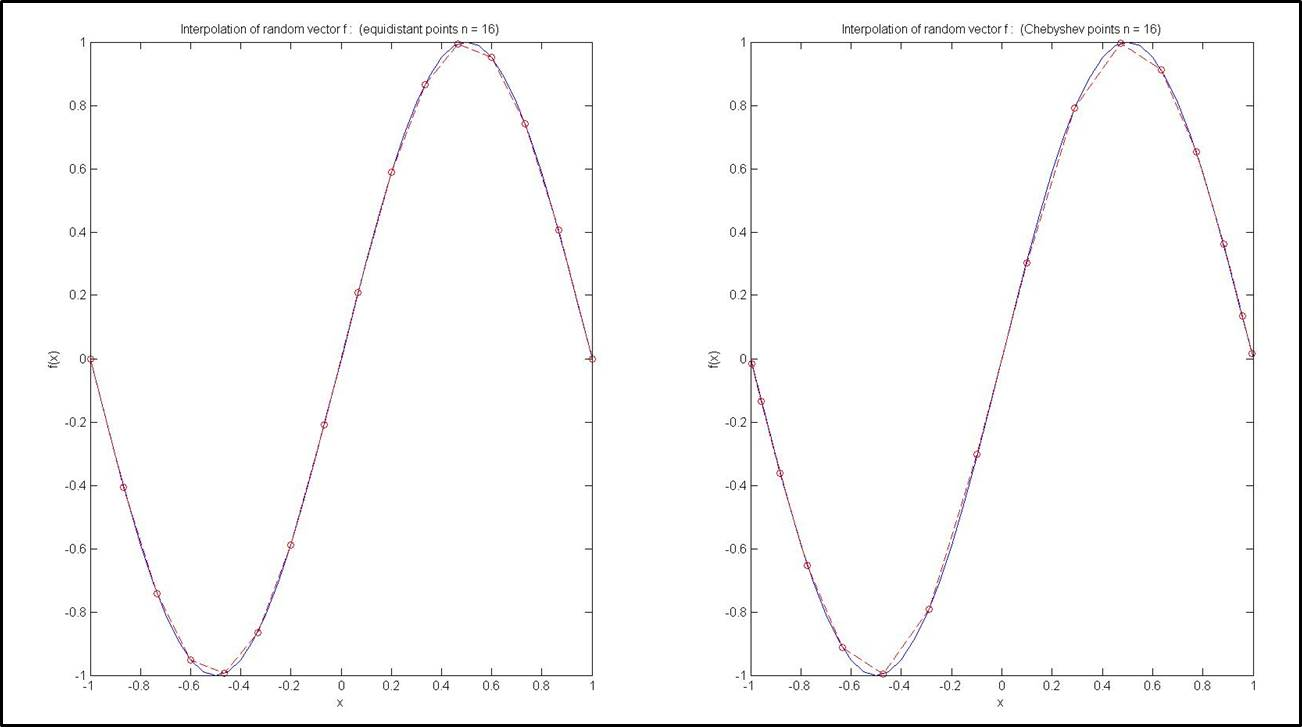 Interpolation of random vector f : (equidistant points n = 16)
1
0.8
0.6
0.4
0.2
0
-0.2
-0.4
-0.6
-0.8
-1
f(x)
-1 -0.8 -0.6 -0.4 -0.2 0 0.2 0.4 0.6 0.8 1
x
Interpolation of random vector f : (Chebyshev points n = 16)
1
0.8
0.6
0.4
0.2
0
-0.2
-0.4
-0.6
-0.8
-1
f(x)
-1 -0.8 -0.6 -0.4 -0.2 0 0.2 0.4 0.6 0.8 1
x